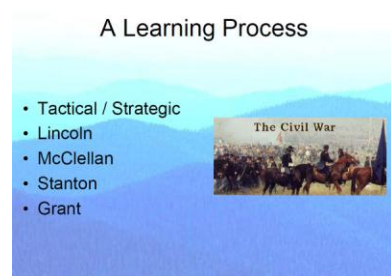 A Learning Process
• Tactical / Strategic
• Lincoln
• McClellan
• Stanton
• Grant
The Civil War